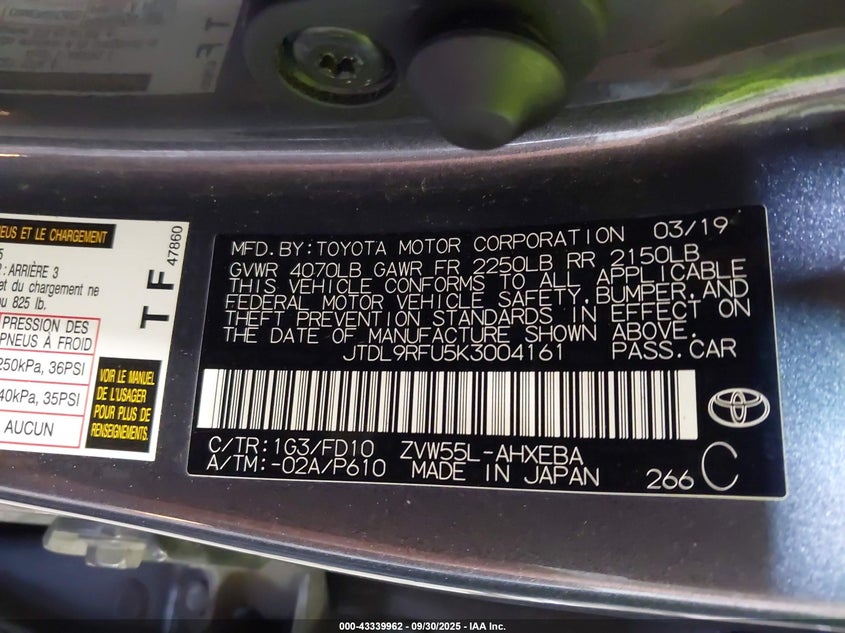 NEUS ET LE CHARGEMENT
: ARRIÈRE 3
et du chargement ne
ou 825 lb.
PRESSION DES
PNEUS À FROID
250kPa, 36PSI
40kPa, 35PSI
AUCUN
VOIR LE MANUEL
DE L'USAGER
POUR PLUS DE
RENSEIGNEMENTS.
TF
47860
MFD.BY:TOYOTA MOTOR CORPORATION 03/19
GVWR 4070LB GAWR FR 2250LB RR 2150LB
THIS VEHICLE CONFORMS TO ALL APPLICABLE
FEDERAL MOTOR VEHICLE SAFETY,BUMPER,AND
THEFT PREVENTION STANDARDS IN EFFECT ON
THE DATE OF MANUFACTURE SHOWN ABOVE.
JTDL9RFU5K3004161 PASS.CAR
C/TR:1G3/FD10 ZVW55L-AHXEBA
A/TM:-02A/P610 MADE IN JAPAN 266 C
000-43339962 - 09/30/2025 - IAA Inc.